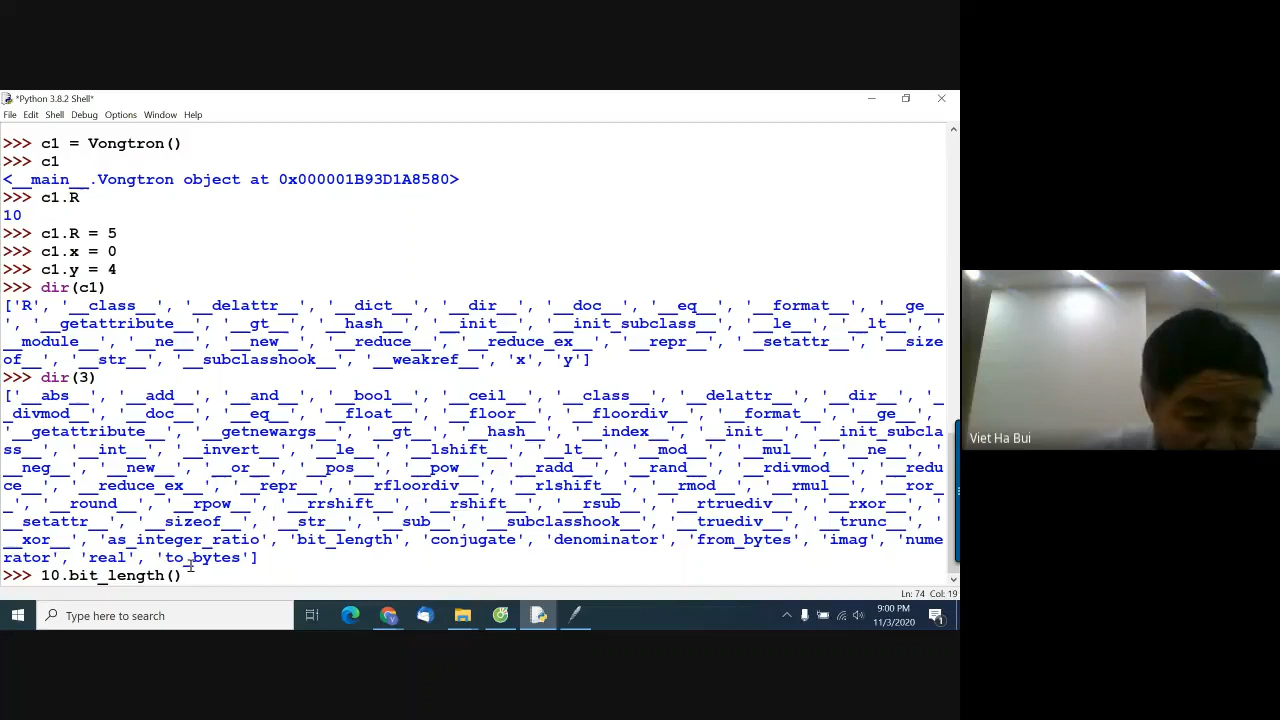 *Python 3.8.2 Shell*
File Edit Shell Debug Options Window Help
>>> c1 = Vongtron()
>>> c1
<__main__.Vongtron object at 0x000001B93D1A8580>
>>> c1.R
10
>>> c1.R = 5
>>> c1.x = 0
>>> c1.y = 4
>>> dir(c1)
['R', '__class__', '__delattr__', '__dict__', '__dir__', '__doc__', '__eq__', '__format__', '__ge__
', '__getattribute__', '__gt__', '__hash__', '__init__', '__init_subclass__', '__le__', '__lt__', '
__module__', '__ne__', '__new__', '__reduce__', '__reduce_ex__', '__repr__', '__setattr__', '__size
of__', '__str__', '__subclasshook__', '__weakref__', 'x', 'y']
>>> dir(3)
['__abs__', '__add__', '__and__', '__bool__', '__ceil__', '__class__', '__delattr__', '__dir__', '_
_divmod__', '__doc__', '__eq__', '__float__', '__floor__', '__floordiv__', '__format__', '__ge__',
'__getattribute__', '__getnewargs__', '__gt__', '__hash__', '__index__', '__init__', '__init_subcla
ss__', '__int__', '__invert__', '__le__', '__lshift__', '__lt__', '__mod__', '__mul__', '__ne__', '
__neg__', '__new__', '__or__', '__pos__', '__pow__', '__radd__', '__rand__', '__rdivmod__', '__redu
ce__', '__reduce_ex__', '__repr__', '__rfloordiv__', '__rlshift__', '__rmod__', '__rmul__', '__ror_
_', '__round__', '__rpow__', '__rrshift__', '__rshift__', '__rsub__', '__rtruediv__', '__rxor__', '
__setattr__', '__sizeof__', '__str__', '__sub__', '__subclasshook__', '__truediv__', '__trunc__', '
__xor__', 'as_integer_ratio', 'bit_length', 'conjugate', 'denominator', 'from_bytes', 'imag', 'nume
rator', 'real', 'to_bytes']
>>> 10.bit_length()
Ln: 74 Col: 19
Viet Ha Bui
Type here to search
9:00 PM
11/3/2020
1